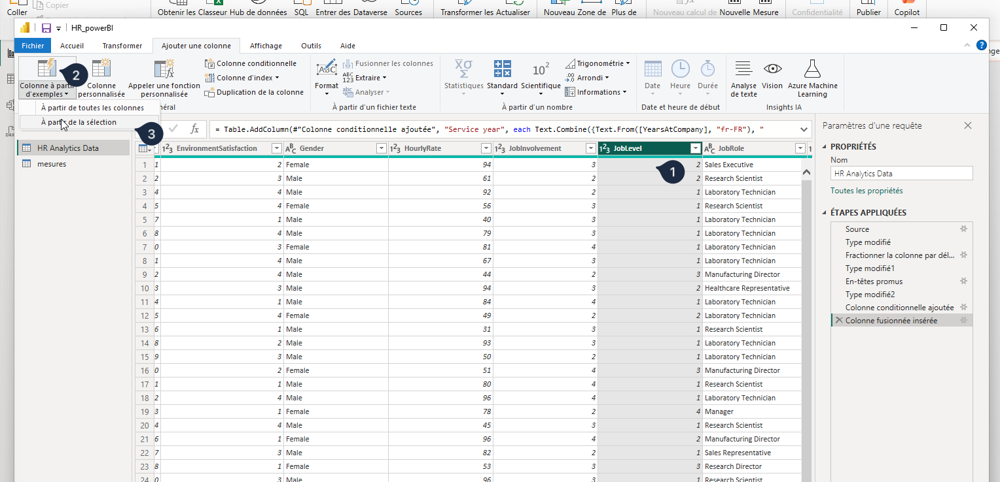 Coller
Copier
Obtenir les Classeur Hub de données SQL Entrer des Dataverse Sources Transformer les Actualiser Nouveau Zone de Plus de Nouveau calcul de Nouvelle Mesure Confidentialité Publier Copilot
HR_powerBI
Fichier Accueil Transformer Ajouter une colonne Affichage Outils Aide
Colonne à parti
d'exemples
2
Colonne
personnalisée
Appeler une fonction
personnalisée
Colonne conditionnelle
Colonne d'index
Duplication de la colonne
néral
Format
Fusionner les colonnes
Extraire
Analyser
À partir d'un fichier texte
Statistiques
Standard
Scientifique
Trigonométrie
Arrondi
Informations
À partir d'un nombre
Date
Heure
Durée
Date et heure de début
Analyse
de texte
Vision
Azure Machine
Learning
Insights IA
À partir de toutes les colonnes
À partir de la sélection
3
= Table.AddColumn(#"Colonne conditionnelle ajoutée", "Service year", each Text.Combine({Text.From([YearsAtCompany], "fr-FR"), "
HR Analytics Data
mesures
EnvironmentSatisfaction Gender HourlyRate JobInvolvement JobLevel JobRole
1
1 1 2 Female 94 3 2 Sales Executive
2 2 3 Male 61 2 2 Research Scientist
3 4 4 Male 92 2 1 Laboratory Technician
4 5 4 Female 56 3 1 Research Scientist
5 7 1 Male 40 3 1 Laboratory Technician
6 8 4 Male 79 3 1 Laboratory Technician
7 0 3 Female 81 4 1 Laboratory Technician
8 1 4 Male 67 3 1 Laboratory Technician
9 2 4 Male 44 2 3 Manufacturing Director
10 3 3 Male 94 3 2 Healthcare Representative
11 4 1 Male 84 4 1 Laboratory Technician
12 5 4 Female 49 2 2 Laboratory Technician
13 6 1 Male 31 3 1 Research Scientist
14 8 2 Male 93 3 1 Laboratory Technician
15 9 3 Male 50 2 1 Laboratory Technician
16 0 2 Female 51 4 3 Manufacturing Director
17 1 1 Male 80 4 1 Research Scientist
18 2 4 Male 96 4 1 Laboratory Technician
19 3 1 Female 78 2 4 Manager
20 4 4 Male 45 3 1 Research Scientist
21 6 1 Female 96 4 2 Manufacturing Director
22 7 3 Male 82 2 1 Sales Representative
23 8 1 Female 53 3 3 Research Director
24 0 3 Male 96 3 1 Research Scientist
Paramètres d'une requête
PROPRIÉTÉS
Nom
HR Analytics Data
Toutes les propriétés
ÉTAPES APPLIQUÉES
Source
Type modifié
Fractionner la colonne par dél...
Type modifié1
En-têtes promus
Type modifié2
Colonne conditionnelle ajoutée
Colonne fusionnée insérée